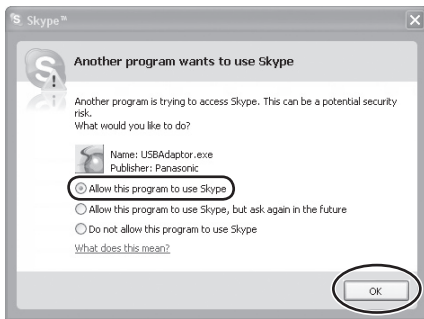 Skype™
Another program wants to use Skype
Another program is trying to access Skype. This can be a potential security
risk.
What would you like to do?
Name: USBAdaptor.exe
Publisher: Panasonic
Allow this program to use Skype
Allow this program to use Skype, but ask again in the future
Do not allow this program to use Skype
What does this mean?
OK